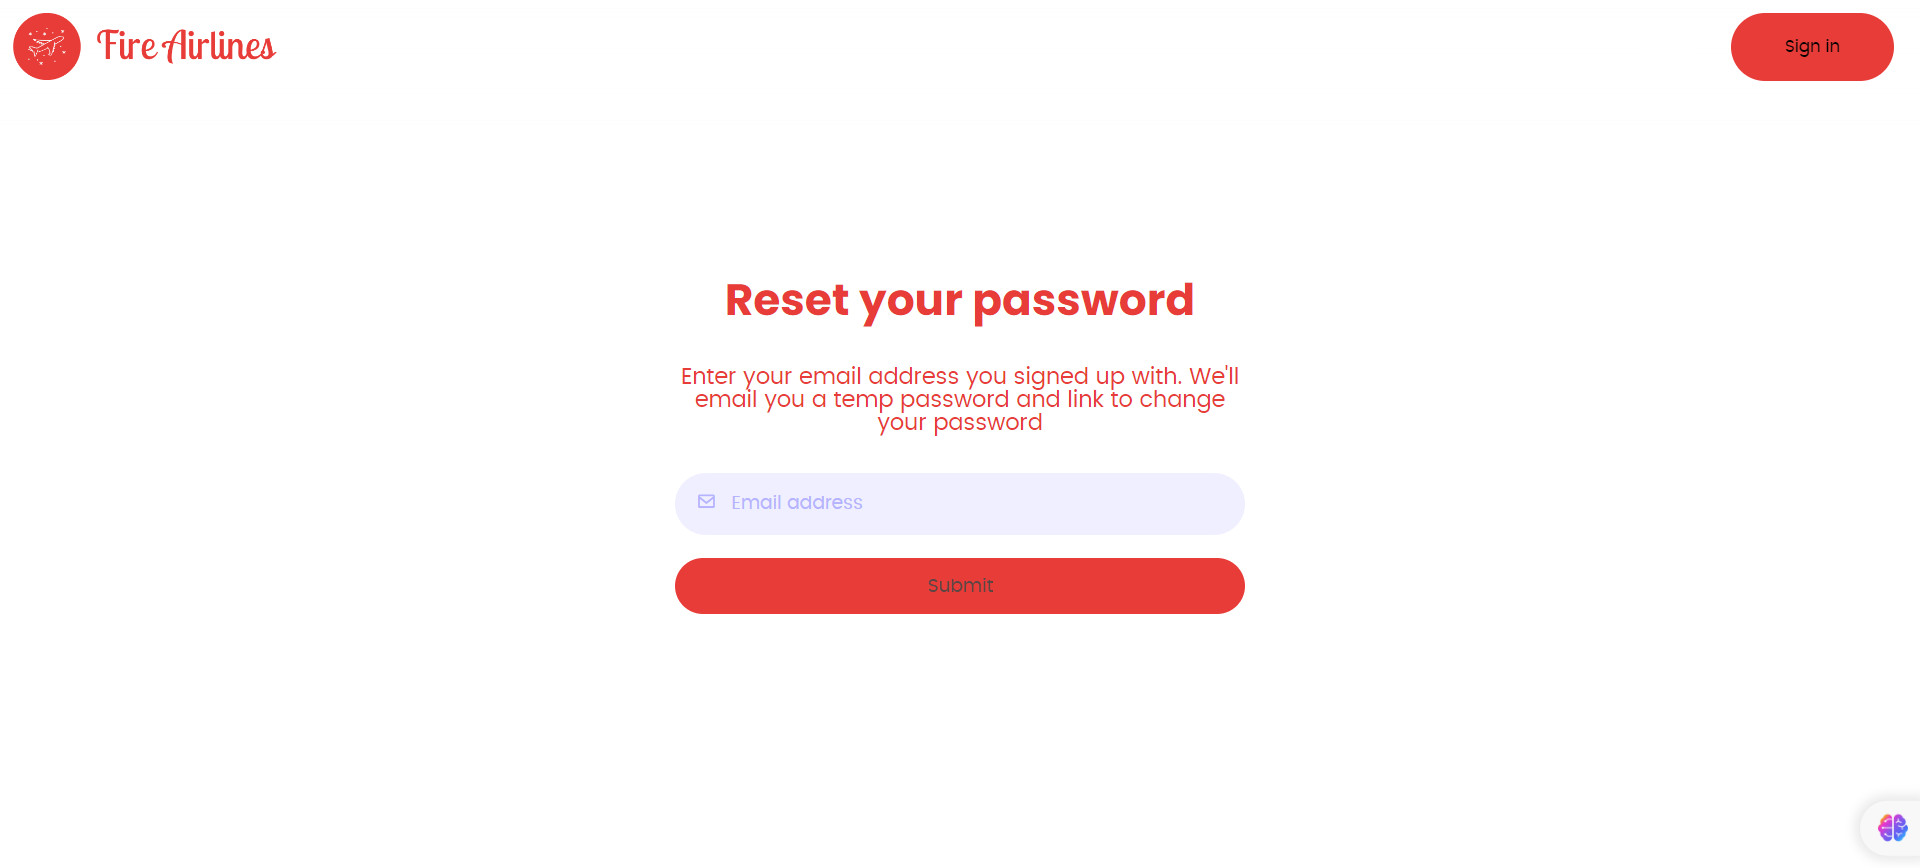 Fire Airlines
Sign in
Reset your password
Enter your email address you signed up with. We'll
email you a temp password and link to change
your password
Email address
Submit